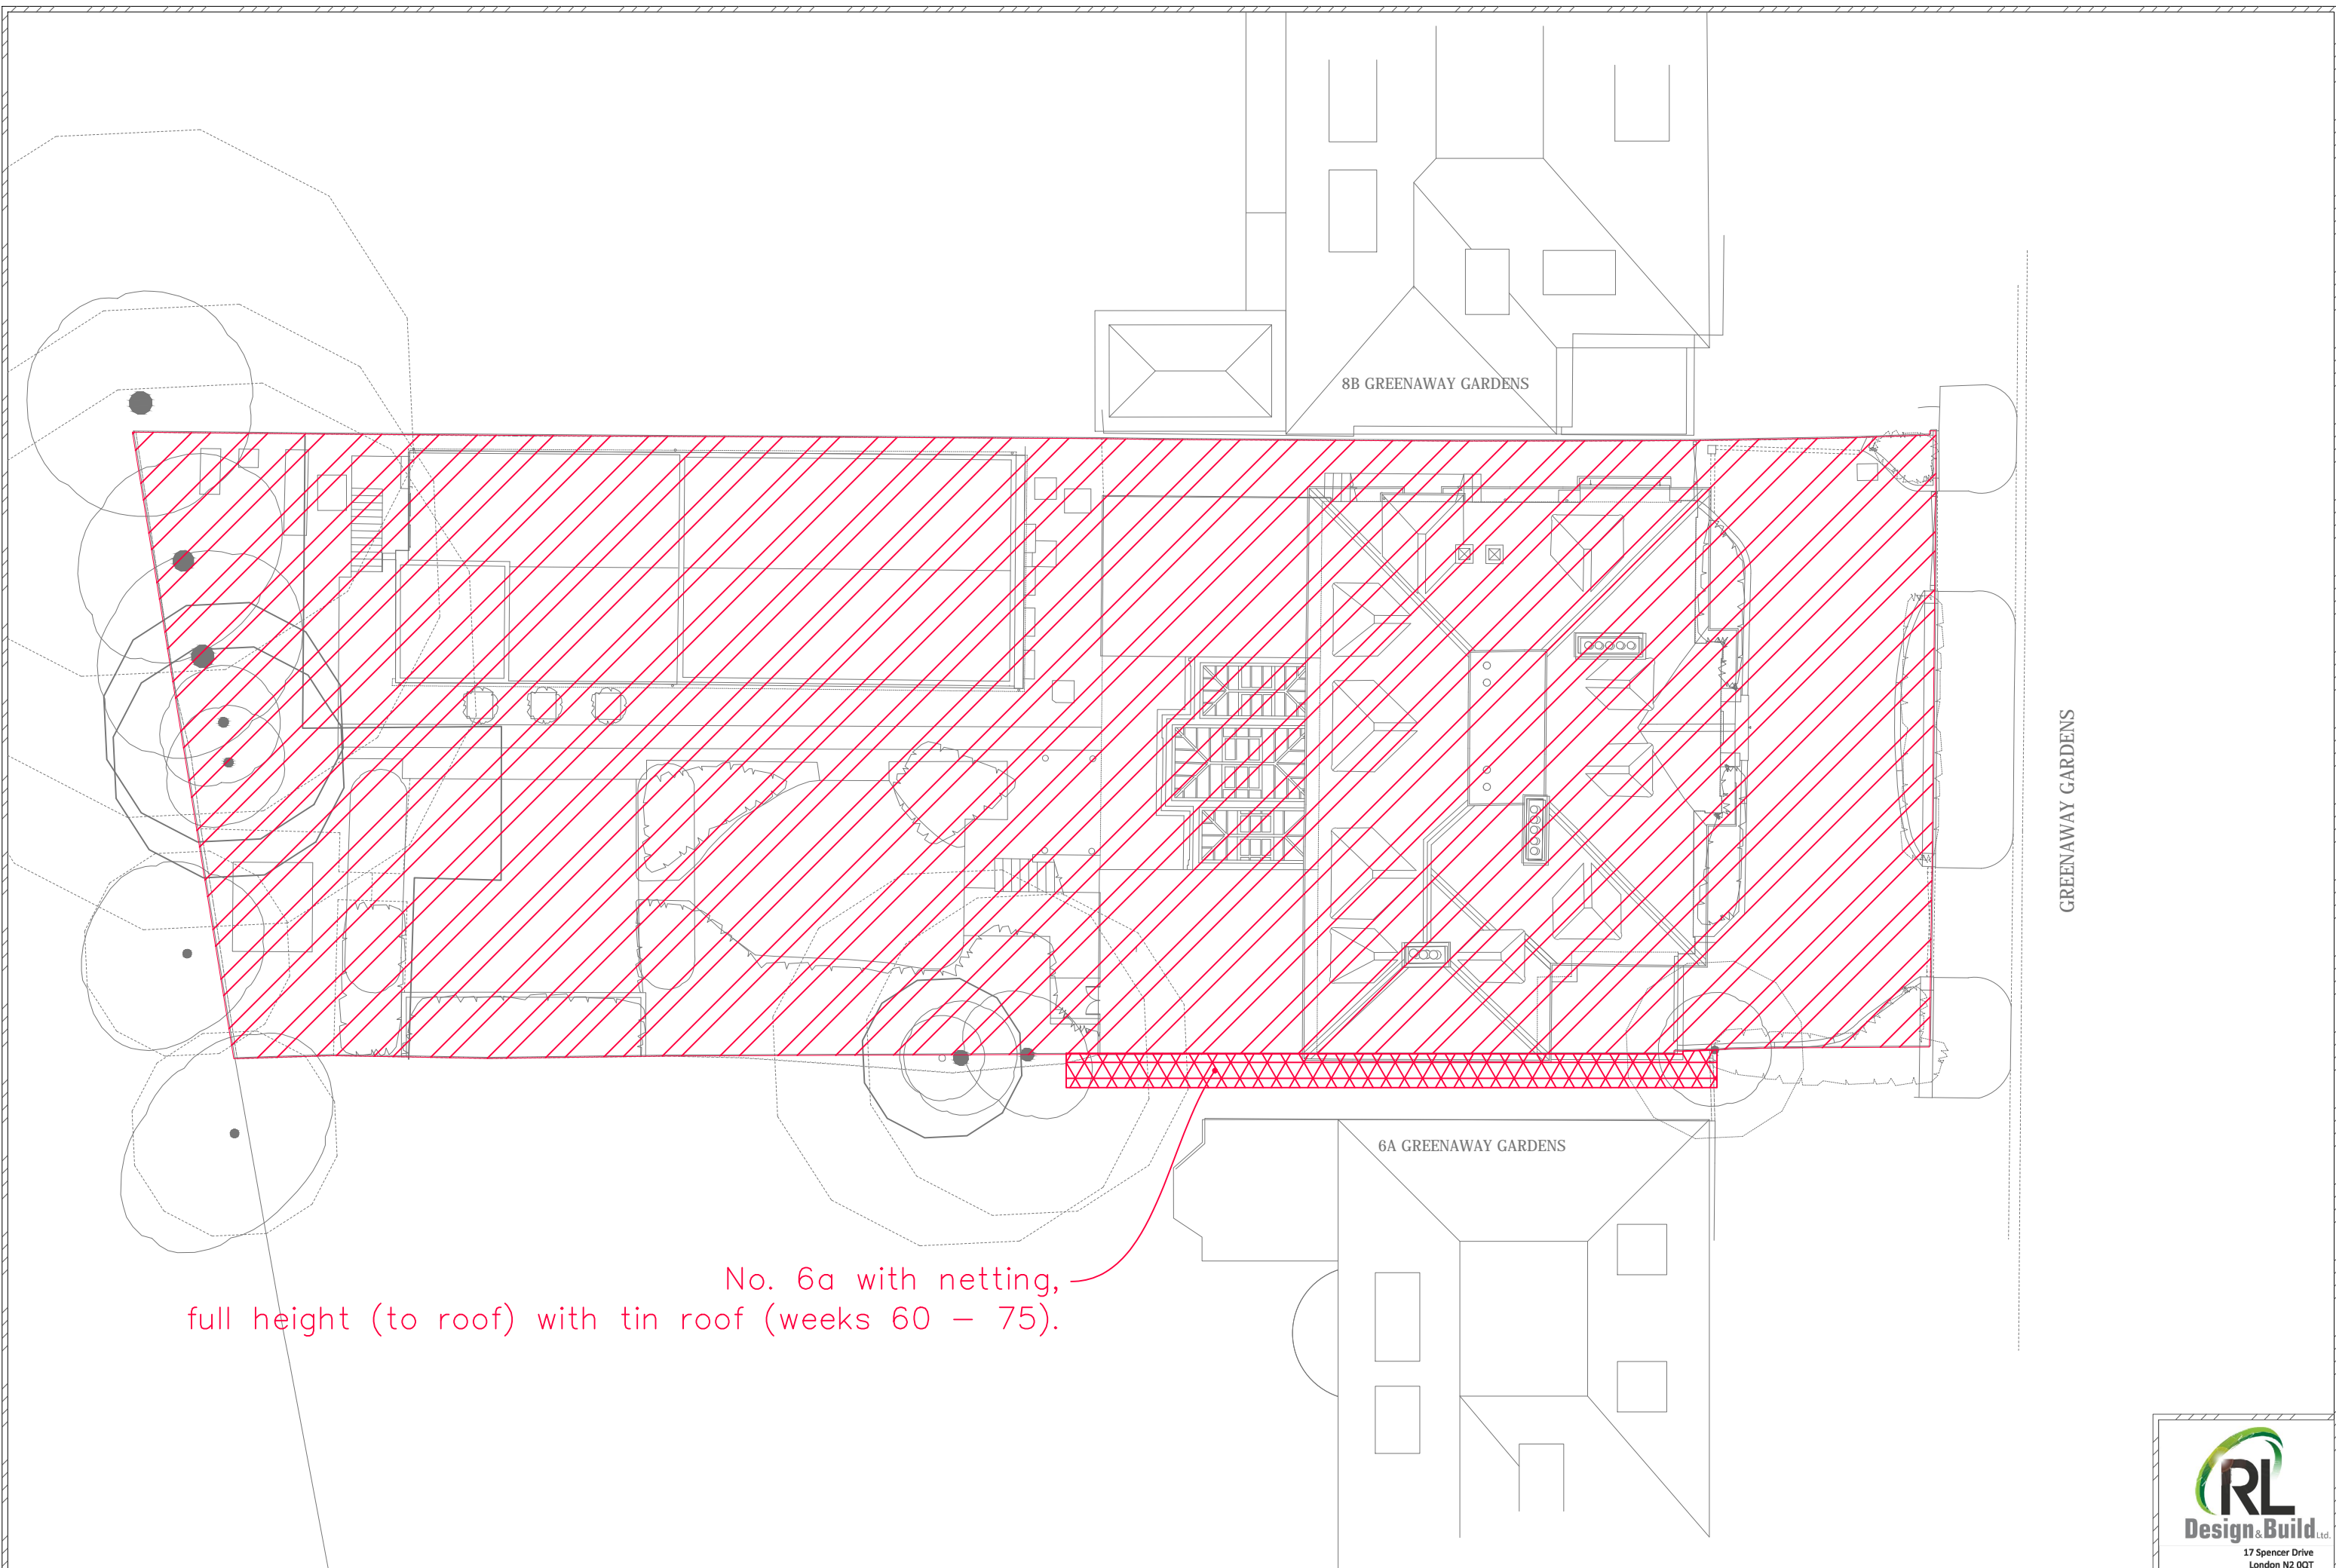 8B GREENAWAY GARDENS
GREENAWAY GARDENS
6A GREENAWAY GARDENS
No. 6a with netting,
full height (to roof) with tin roof (weeks 60 – 75).
RL
Design&Build Ltd.
17 Spencer Drive
London N2 0QT